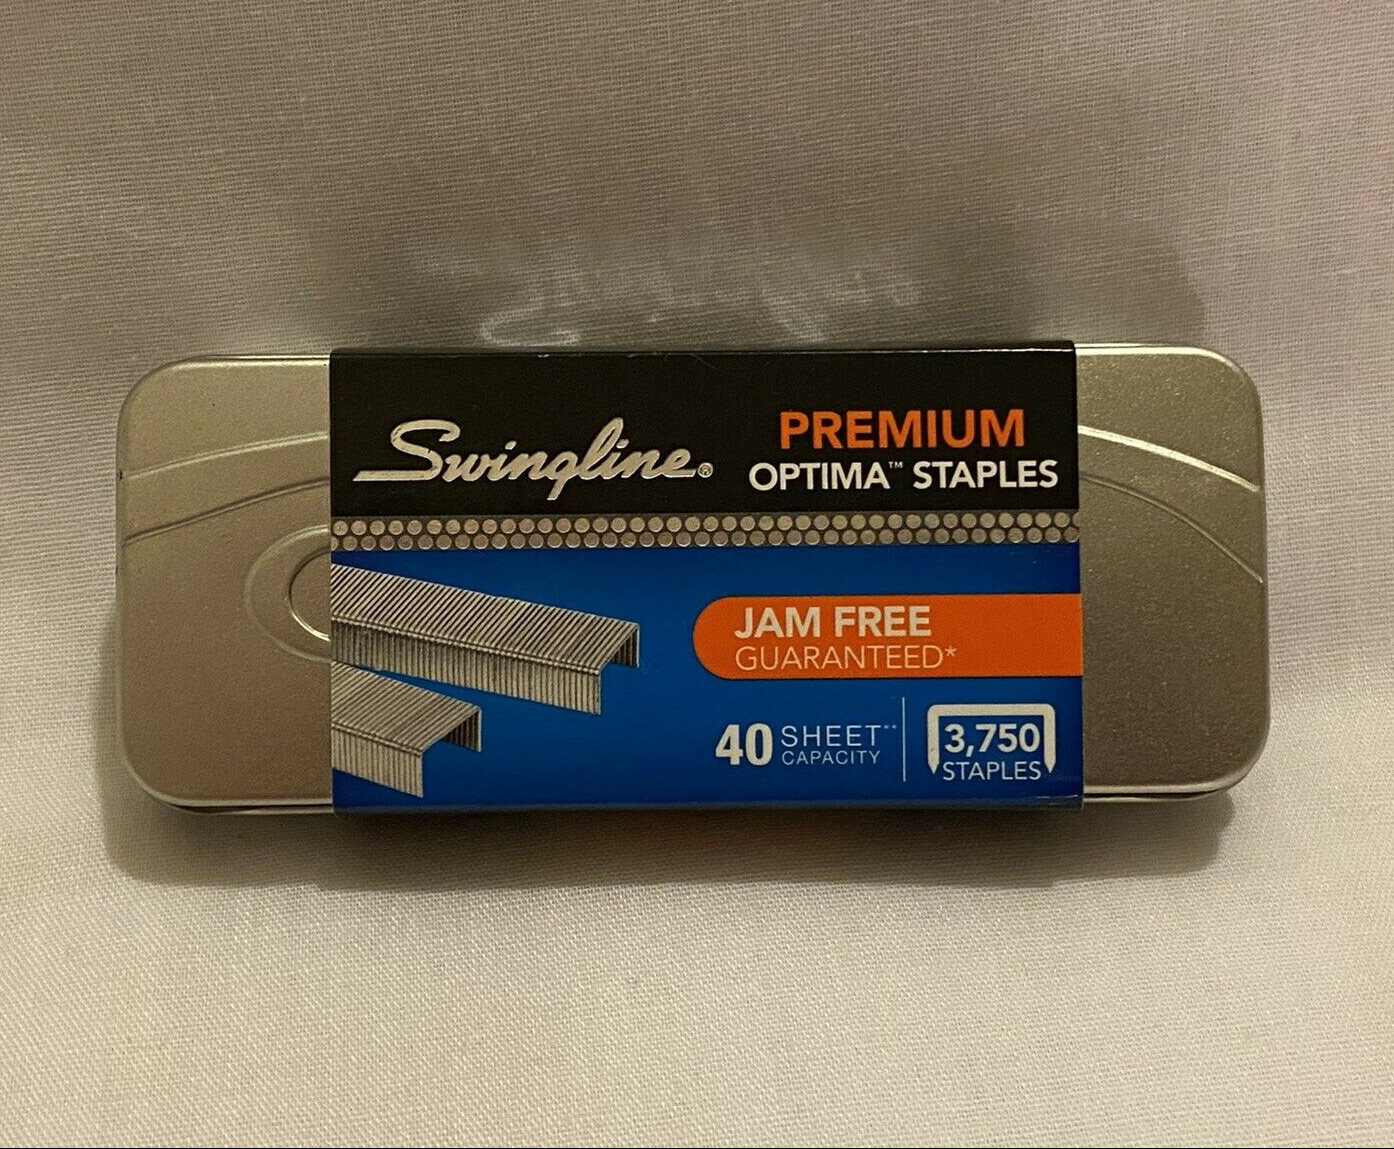 Swingline®
PREMIUM
OPTIMA™ STAPLES
JAM FREE
GUARANTEED*
40 SHEET**
CAPACITY
3,750
STAPLES